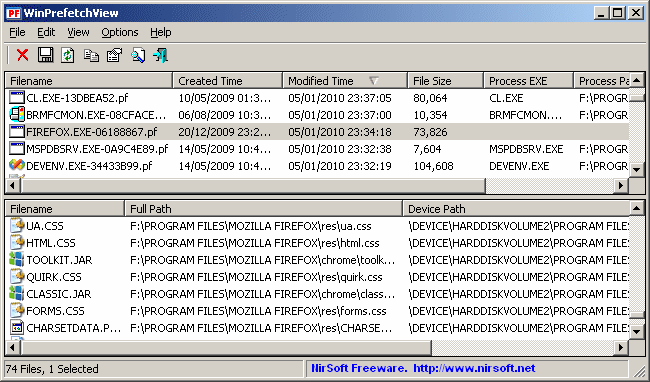 PF WinPrefetchView
File Edit View Options Help
Filename Created Time Modified Time File Size Process EXE Process Pa
CL.EXE-13DBEA52.pf 10/05/2009 01:3... 05/01/2010 23:37:05 80,064 CL.EXE F:\PROGR
BRMFCMON.EXE-08CFACE... 06/08/2009 10:3... 05/01/2010 23:37:00 10,354 BRMFCMON.... F:\PROGR
FIREFOX.EXE-06188867.pf 20/12/2009 23:2... 05/01/2010 23:34:18 73,826
MSPDBSRV.EXE-0A9C4E89.pf 14/05/2009 10:4... 05/01/2010 23:32:38 7,604 MSPDBSRV.EXE F:\PROGR
DEVENV.EXE-34433B99.pf 14/05/2009 10:4... 05/01/2010 23:32:19 104,608 DEVENV.EXE F:\PROGR
Filename Full Path Device Path
UA.CSS F:\PROGRAM FILES\MOZILLA FIREFOX\res\ua.css \DEVICE\HARDDISKVOLUME2\PROGRAM FILES
HTML.CSS F:\PROGRAM FILES\MOZILLA FIREFOX\res\html.css \DEVICE\HARDDISKVOLUME2\PROGRAM FILES
TOOLKIT.JAR F:\PROGRAM FILES\MOZILLA FIREFOX\chrome\toolk... \DEVICE\HARDDISKVOLUME2\PROGRAM FILES
QUIRK.CSS F:\PROGRAM FILES\MOZILLA FIREFOX\res\quirk.css \DEVICE\HARDDISKVOLUME2\PROGRAM FILES
CLASSIC.JAR F:\PROGRAM FILES\MOZILLA FIREFOX\chrome\class... \DEVICE\HARDDISKVOLUME2\PROGRAM FILES
FORMS.CSS F:\PROGRAM FILES\MOZILLA FIREFOX\res\forms.css \DEVICE\HARDDISKVOLUME2\PROGRAM FILES
CHARSETDATA.P... F:\PROGRAM FILES\MOZILLA FIREFOX\res\CHARSE... \DEVICE\HARDDISKVOLUME2\PROGRAM FILES
74 Files, 1 Selected NirSoft Freeware. http://www.nirsoft.net